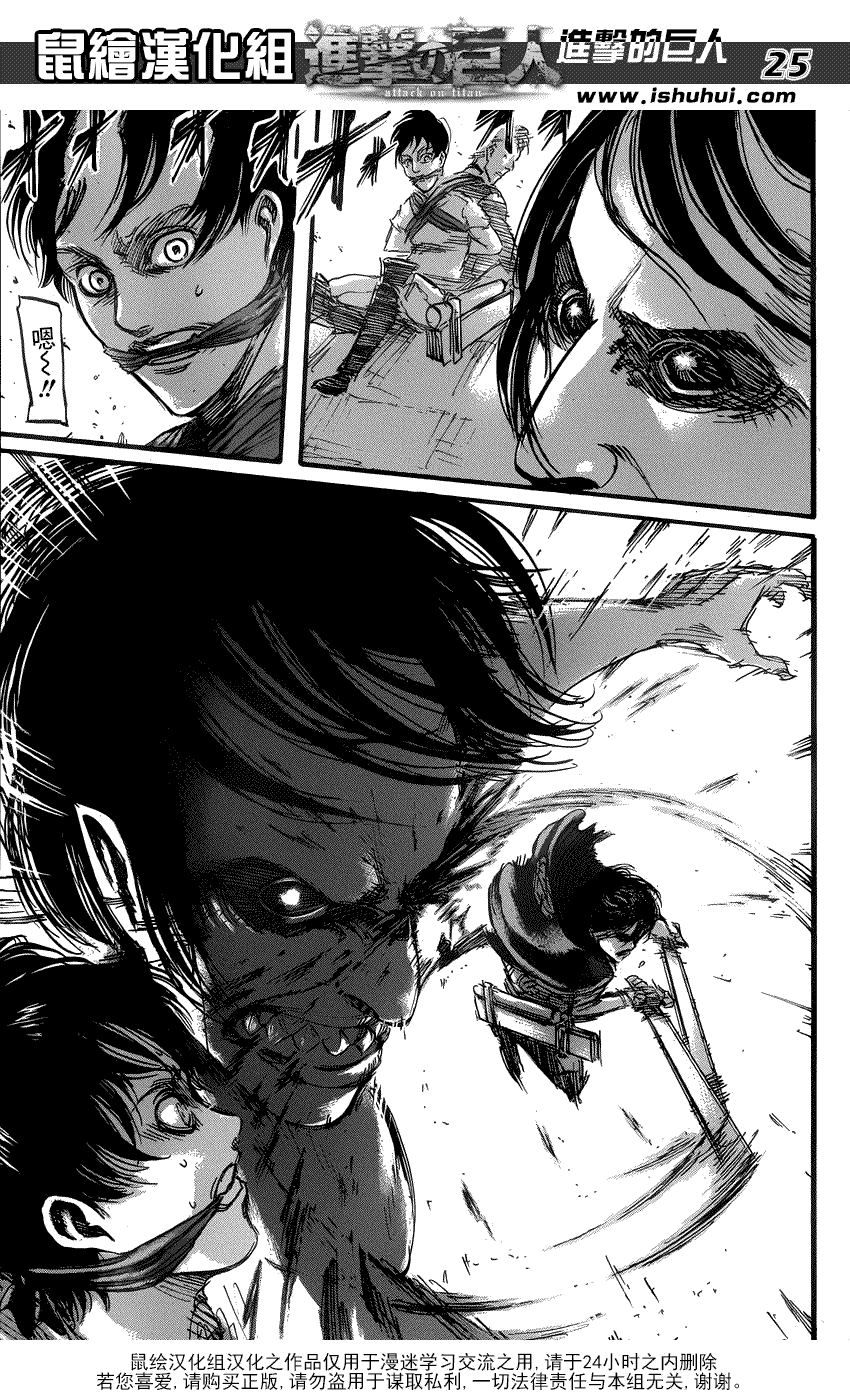 鼠繪漢化組
進撃の巨人
attack on titan
進擊的巨人
25
www.ishuhui.com
嗯～!!
鼠绘汉化组汉化之作品仅用于漫迷学习交流之用,请于24小时之内删除
若您喜爱,请购买正版,请勿滥用于谋取私利,一切法律责任与本组无关,谢谢。